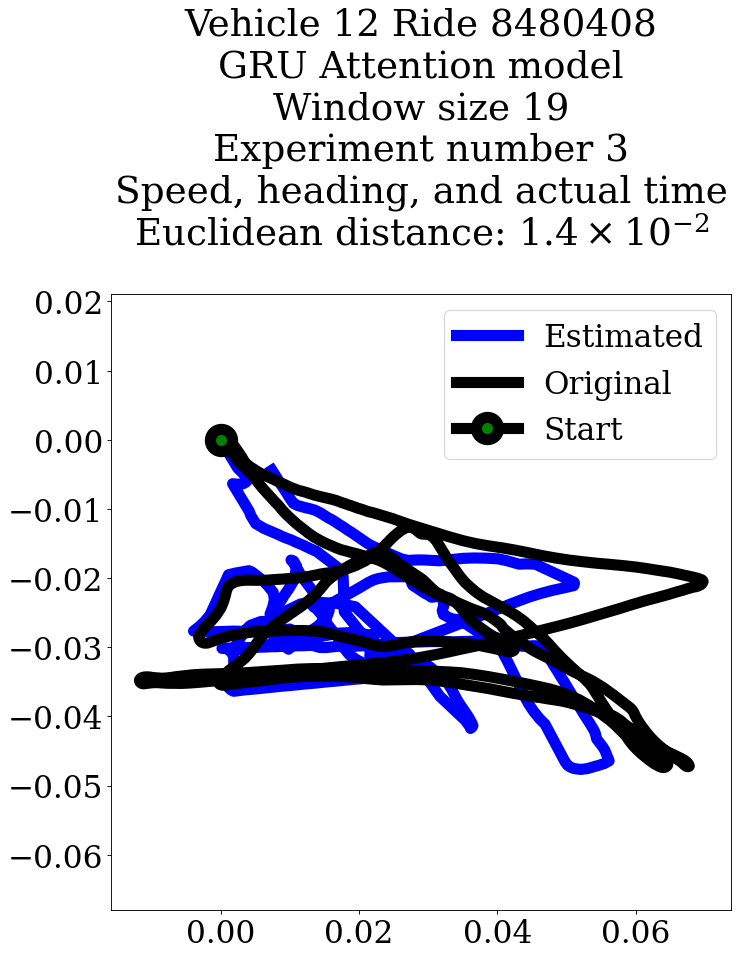 Vehicle 12 Ride 8480408
GRU Attention model
Window size 19
Experiment number 3
Speed, heading, and actual time
Euclidean distance: 1.4 × 10⁻²
Estimated
Original
Start
0.02
0.01
0.00
−0.01
−0.02
−0.03
−0.04
−0.05
−0.06
0.00 0.02 0.04 0.06